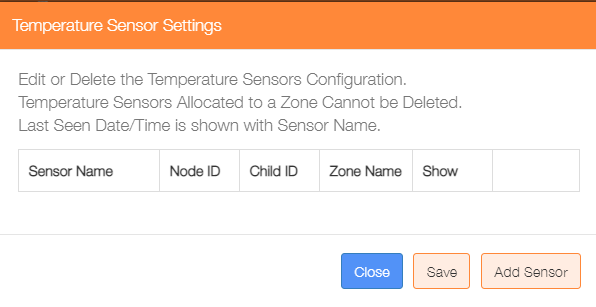 Temperature Sensor Settings
Edit or Delete the Temperature Sensors Configuration.
Temperature Sensors Allocated to a Zone Cannot be Deleted.
Last Seen Date/Time is shown with Sensor Name.
Sensor Name Node ID Child ID Zone Name Show
Close Save Add Sensor